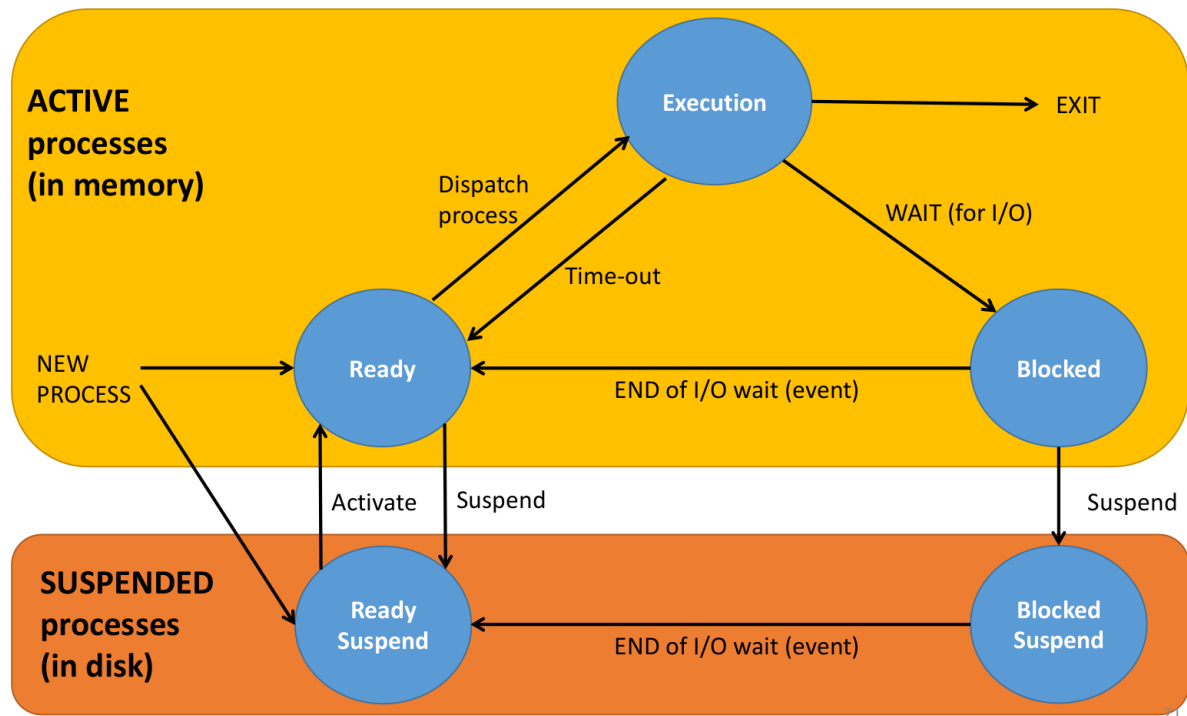 ACTIVE
processes
(in memory)
Execution
EXIT
Dispatch
process
WAIT (for I/O)
Time-out
NEW
PROCESS
Ready
Blocked
END of I/O wait (event)
Activate
Suspend
Suspend
SUSPENDED
processes
(in disk)
Ready
Suspend
Blocked
Suspend
END of I/O wait (event)